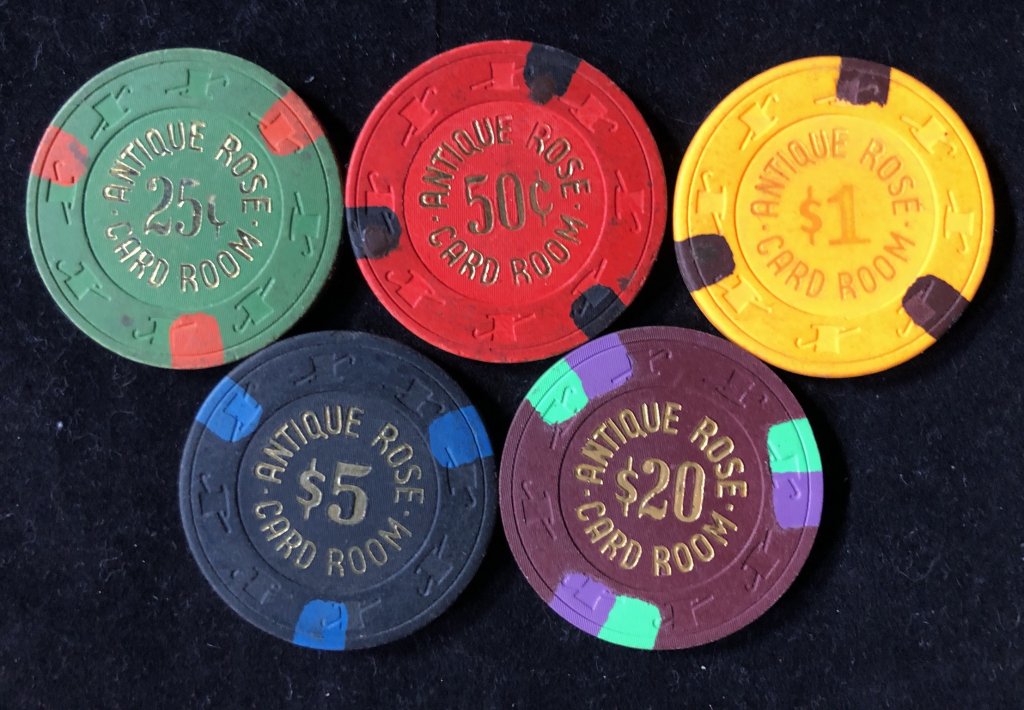 ANTIQUE ROSE
25¢
CARD ROOM
ANTIQUE ROSE
50¢
CARD ROOM
ANTIQUE ROSE
$1
CARD ROOM
ANTIQUE ROSE
$5
CARD ROOM
ANTIQUE ROSE
$20
CARD ROOM